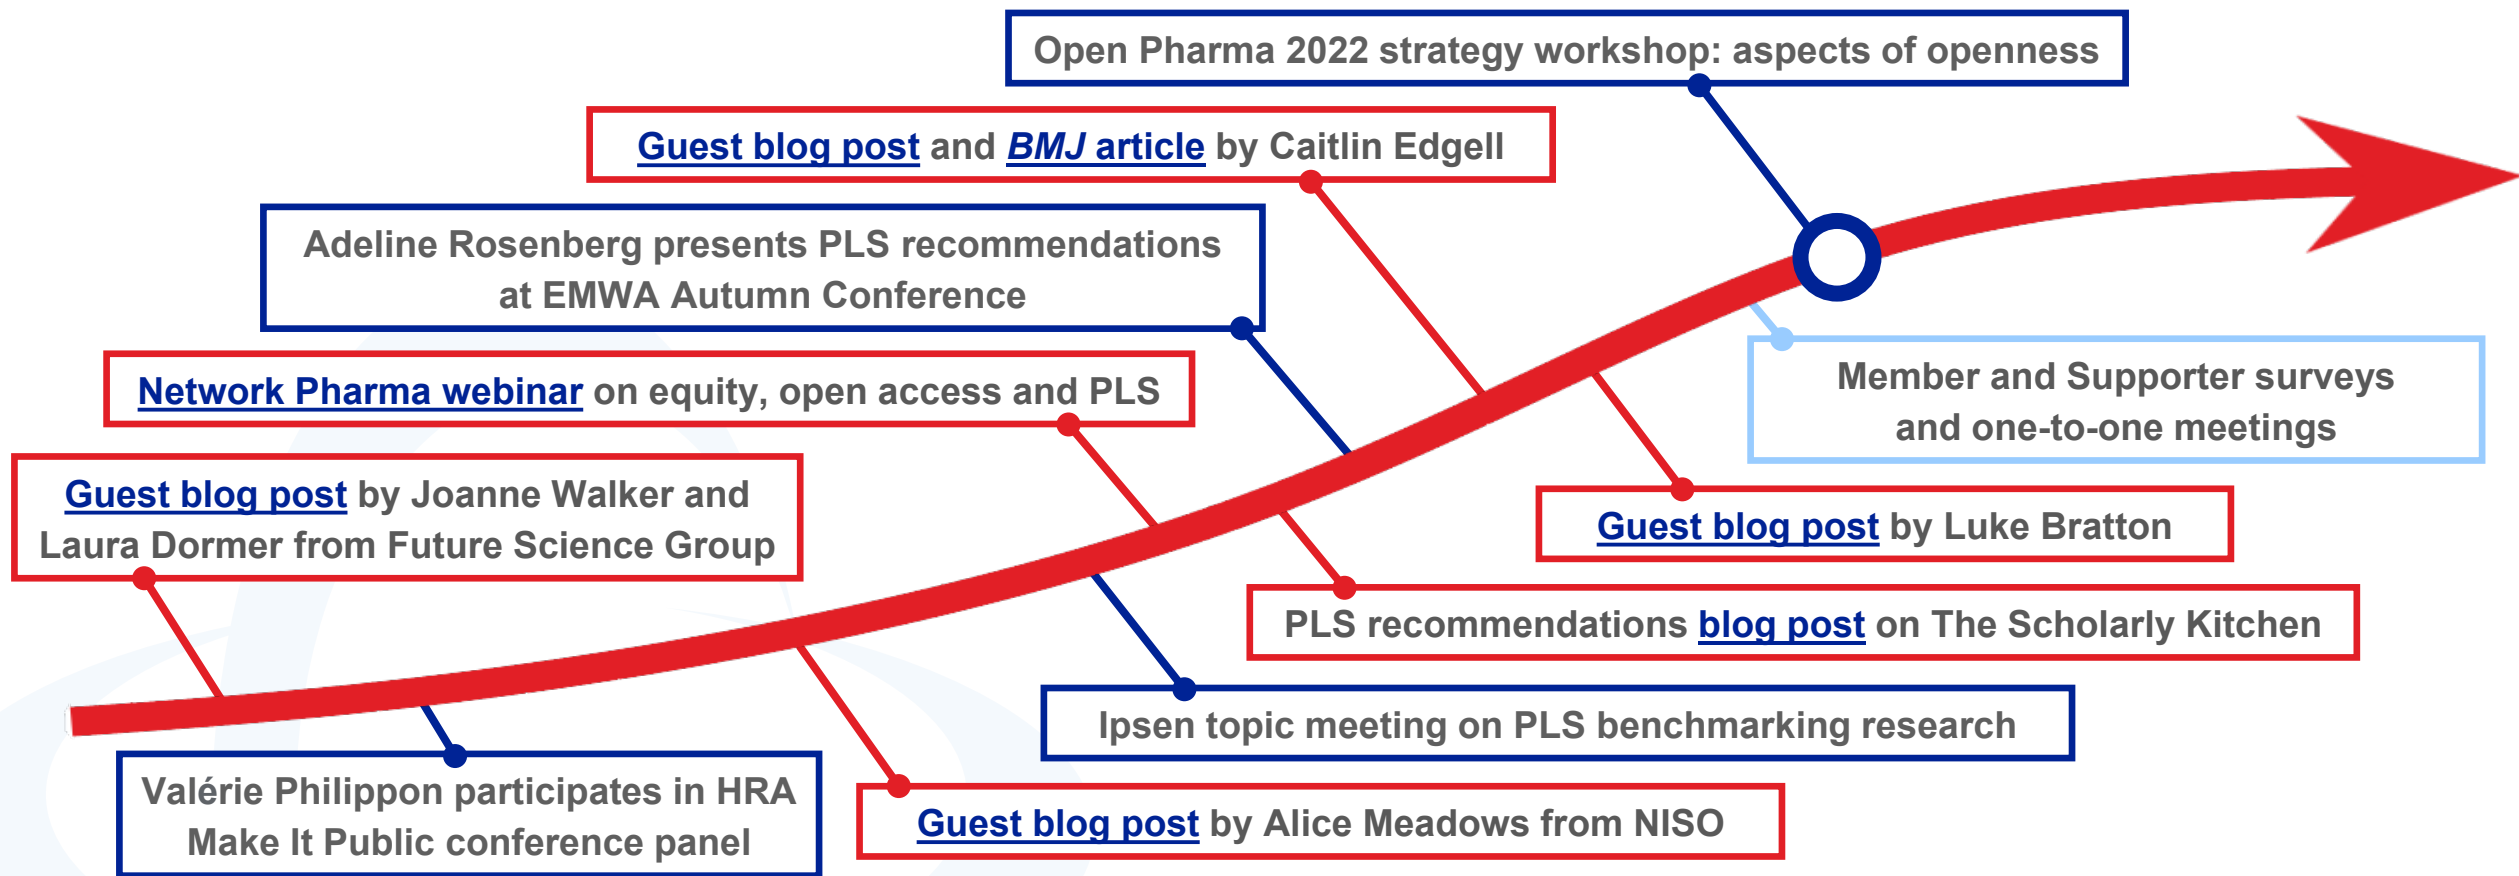 Open Pharma 2022 strategy workshop: aspects of openness
Guest blog post and BMJ article by Caitlin Edgell
Adeline Rosenberg presents PLS recommendations
at EMWA Autumn Conference
Member and Supporter surveys
and one-to-one meetings
Network Pharma webinar on equity, open access and PLS
Guest blog post by Joanne Walker and
Laura Dormer from Future Science Group
Guest blog post by Luke Bratton
PLS recommendations blog post on The Scholarly Kitchen
Ipsen topic meeting on PLS benchmarking research
Valérie Philippon participates in HRA
Make It Public conference panel
Guest blog post by Alice Meadows from NISO